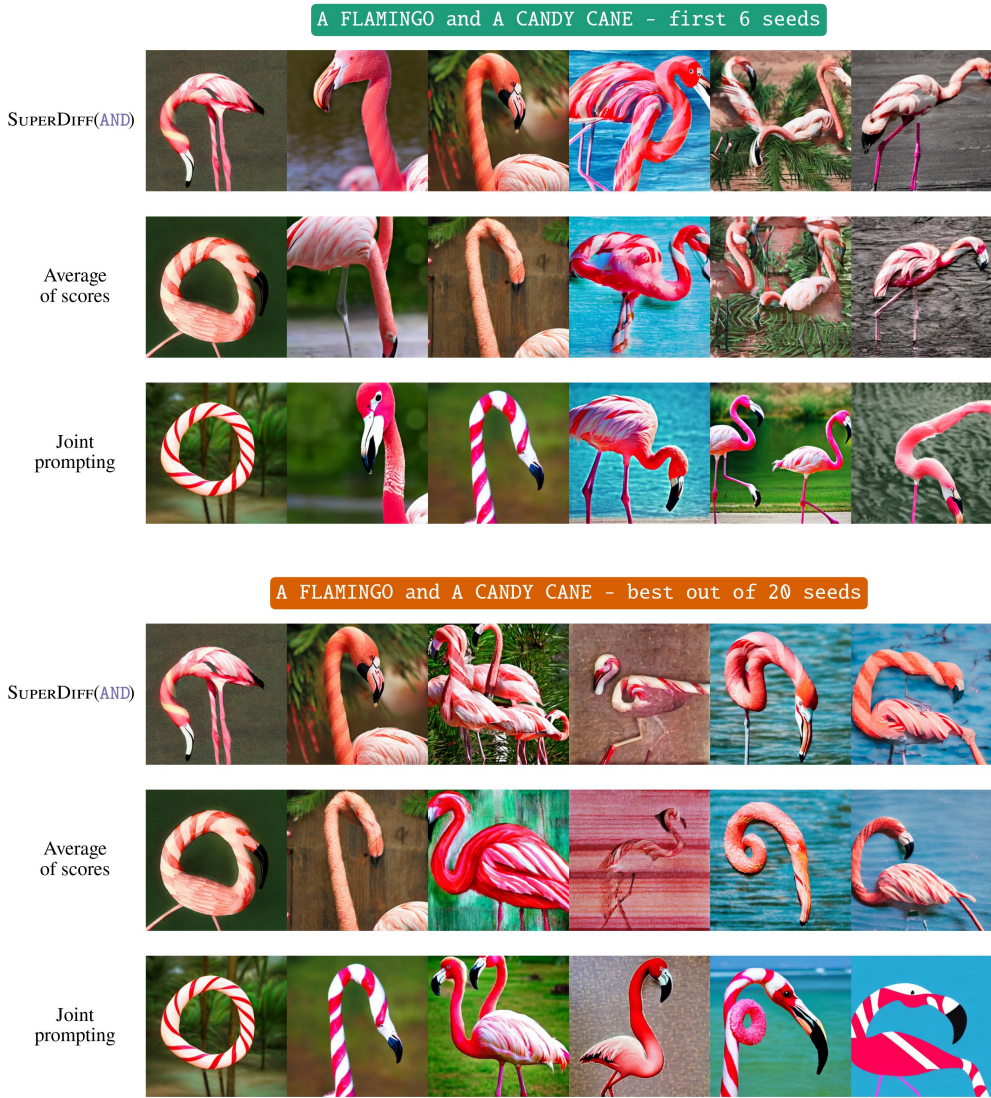 A FLAMINGO and A CANDY CANE - first 6 seeds
SUPERDIFF(AND)
Average
of scores
Joint
prompting
A FLAMINGO and A CANDY CANE - best out of 20 seeds
SUPERDIFF(AND)
Average
of scores
Joint
prompting